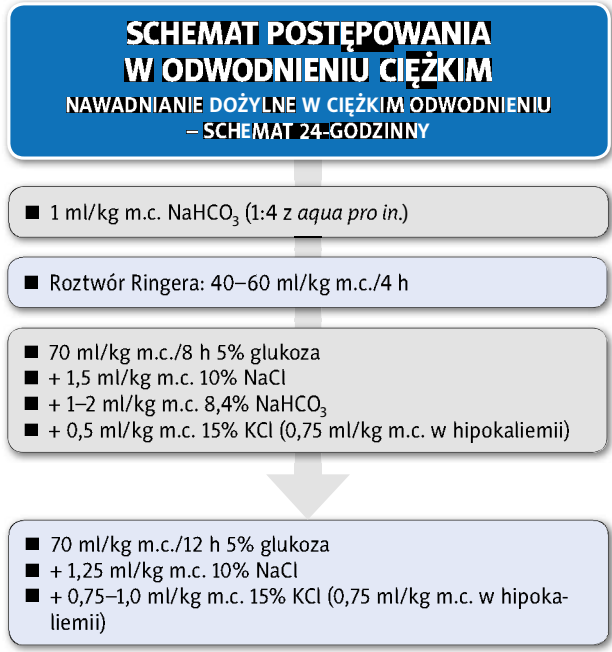 SCHEMAT POSTĘPOWANIA
W ODWODNIENIU CIĘŻKIM
NAWADNIANIE DOŻYLNE W CIĘŻKIM ODWODNIENIU
– SCHEMAT 24-GODZINNY
■ 1 ml/kg m.c. NaHCO₃ (1:4 z aqua pro in.)
■ Roztwór Ringera: 40–60 ml/kg m.c./4 h
■ 70 ml/kg m.c./8 h 5% glukoza
■ + 1,5 ml/kg m.c. 10% NaCl
■ + 1–2 ml/kg m.c. 8,4% NaHCO₃
■ + 0,5 ml/kg m.c. 15% KCl (0,75 ml/kg m.c. w hipokaliemii)
■ 70 ml/kg m.c./12 h 5% glukoza
■ + 1,25 ml/kg m.c. 10% NaCl
■ + 0,75–1,0 ml/kg m.c. 15% KCl (0,75 ml/kg m.c. w hipoka-
liemii)